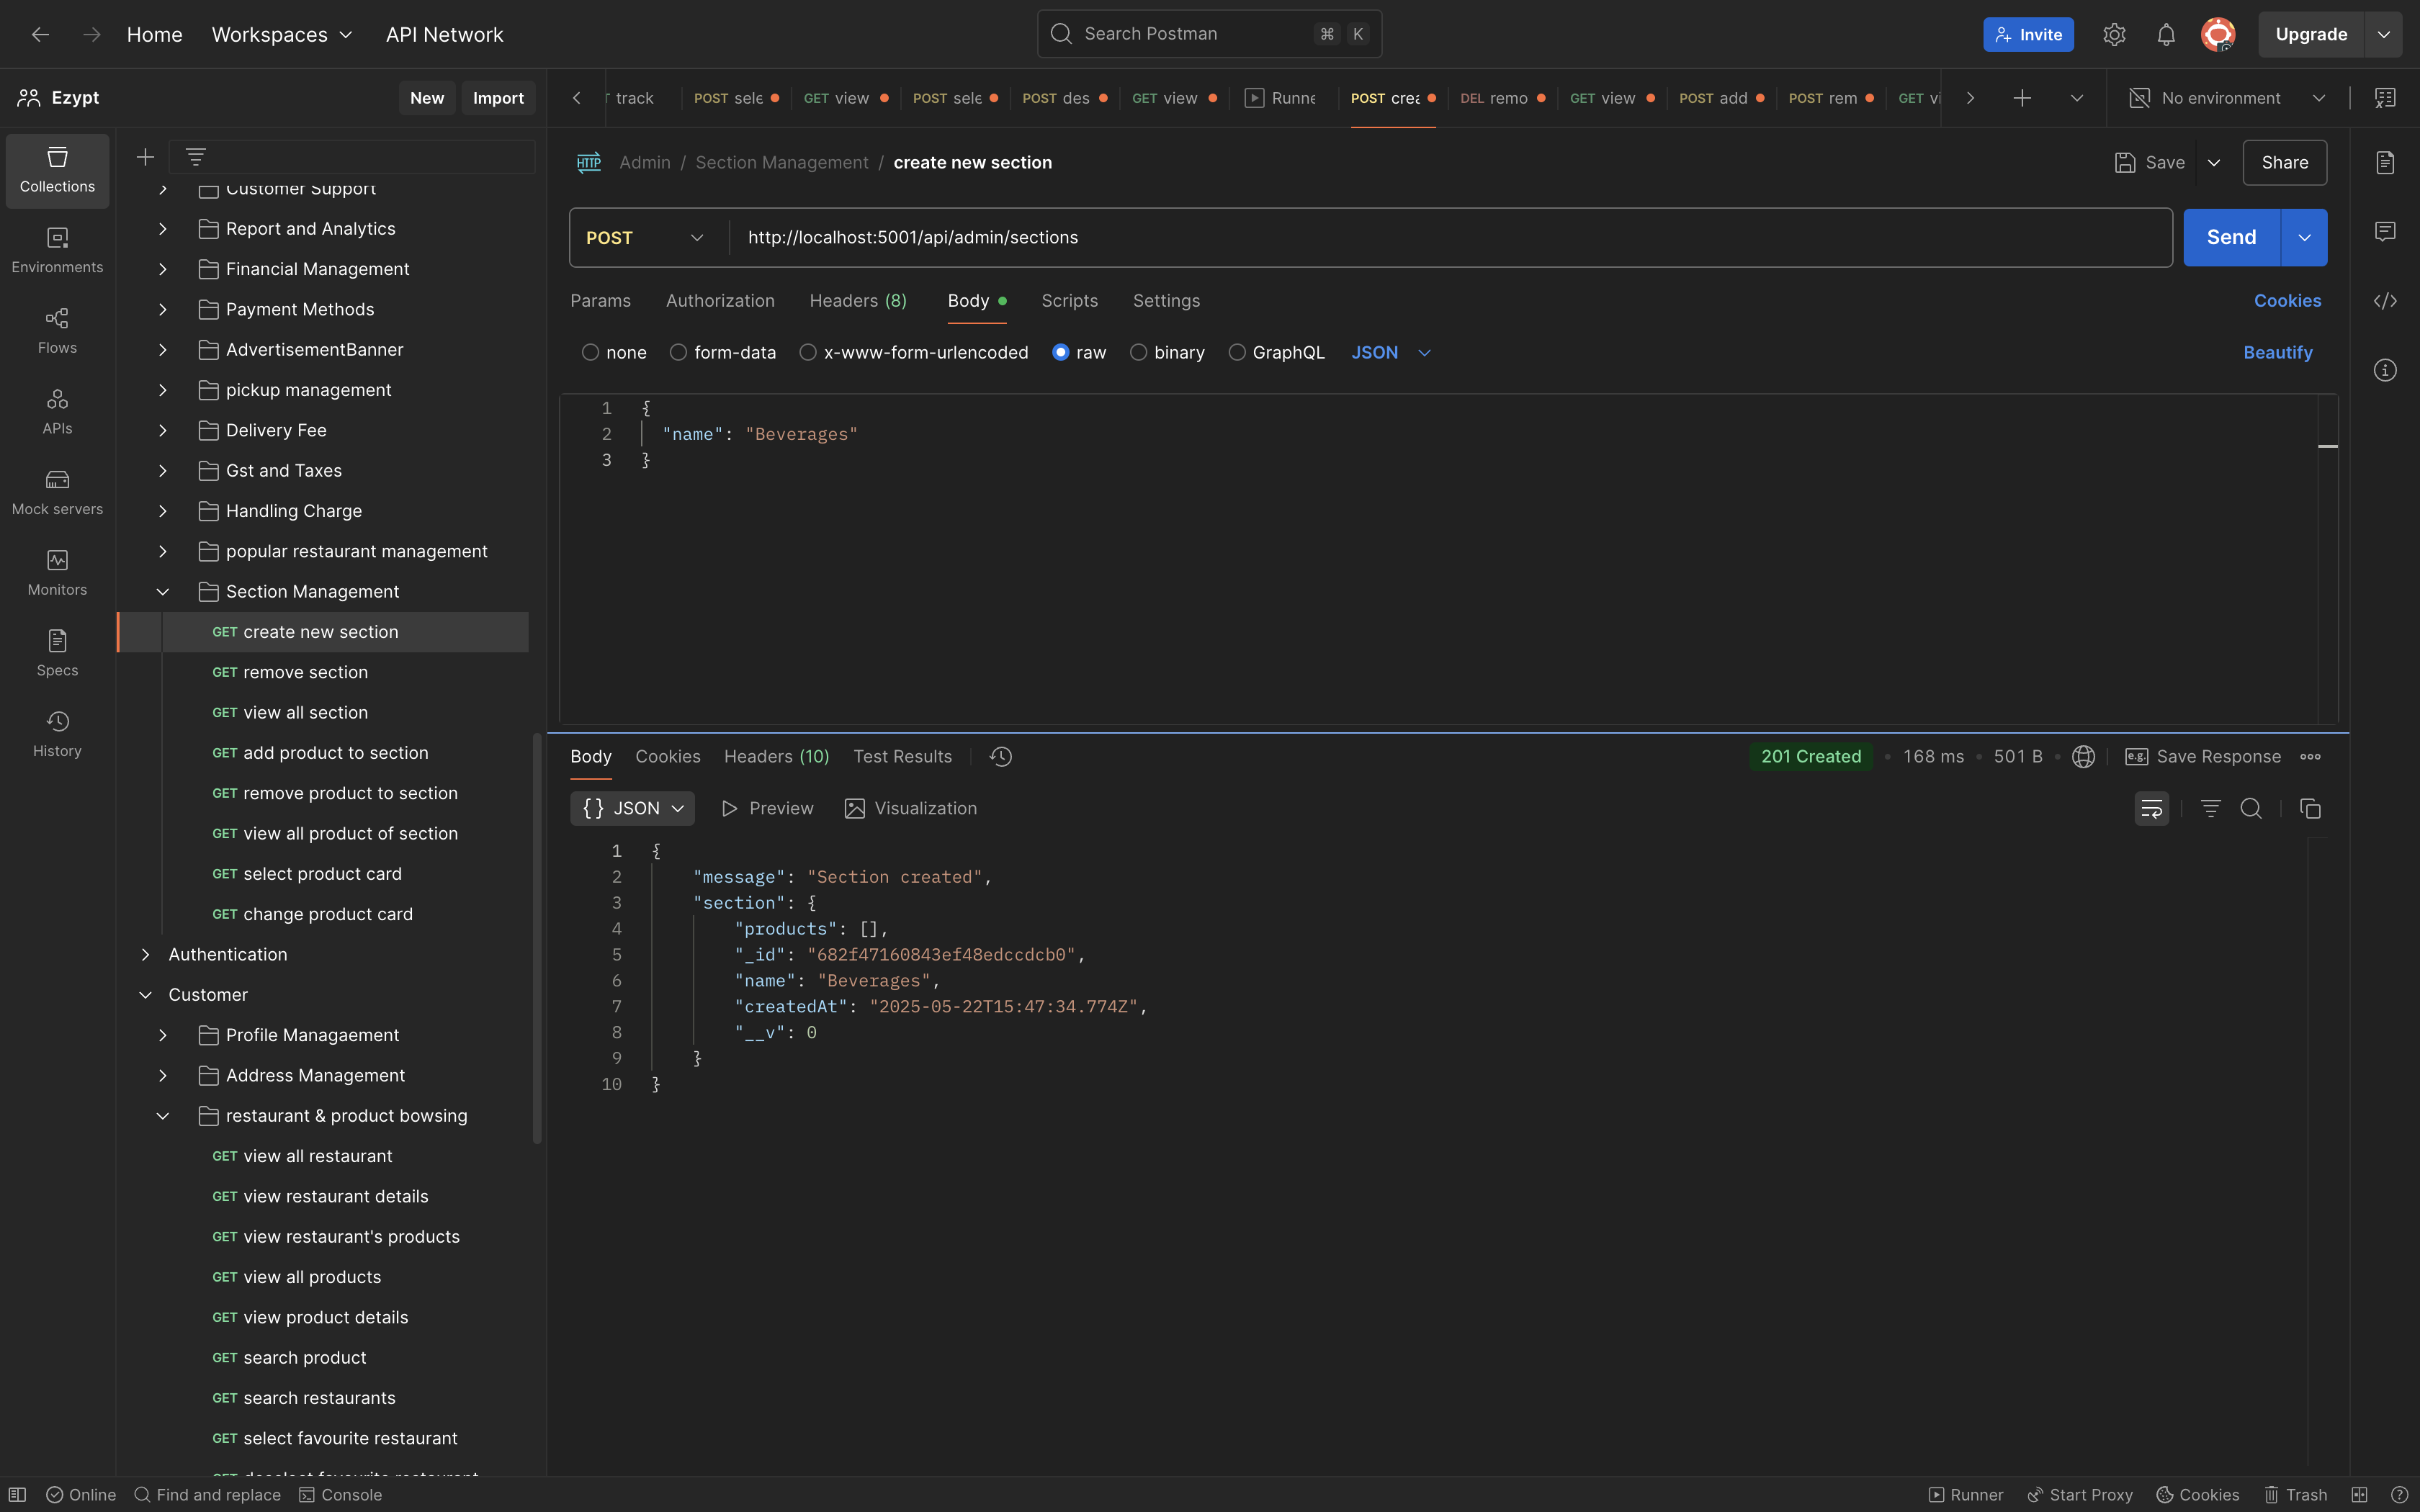 Home Workspaces API Network Search Postman ⌘ K Invite Upgrade
Ezypt New Import
track POST sele GET view POST sele POST des GET view Runne POST crea DEL remo GET view POST add POST rem GET vi No environment
Collections
Environments
Flows
APIs
Mock servers
Monitors
Specs
History
Customer Support
Report and Analytics
Financial Management
Payment Methods
AdvertisementBanner
pickup management
Delivery Fee
Gst and Taxes
Handling Charge
popular restaurant management
Section Management
GET create new section
GET remove section
GET view all section
GET add product to section
GET remove product to section
GET view all product of section
GET select product card
GET change product card
Authentication
Customer
Profile Managaement
Address Management
restaurant & product bowsing
GET view all restaurant
GET view restaurant details
GET view restaurant's products
GET view all products
GET view product details
GET search product
GET search restaurants
GET select favourite restaurant
GET deselect favourite restaurant
HTTP Admin / Section Management / create new section Save Share
POST http://localhost:5001/api/admin/sections Send
Params Authorization Headers (8) Body Scripts Settings Cookies
none form-data x-www-form-urlencoded raw binary GraphQL JSON Beautify
1 {
2 "name": "Beverages"
3 }
Body Cookies Headers (10) Test Results 201 Created 168 ms 501 B e.g. Save Response
{} JSON Preview Visualization
1 {
2 "message": "Section created",
3 "section": {
4 "products": [],
5 "_id": "682f47160843ef48edccdcb0",
6 "name": "Beverages",
7 "createdAt": "2025-05-22T15:47:34.774Z",
8 "__v": 0
9 }
10 }
Online Find and replace Console Runner Start Proxy Cookies Trash